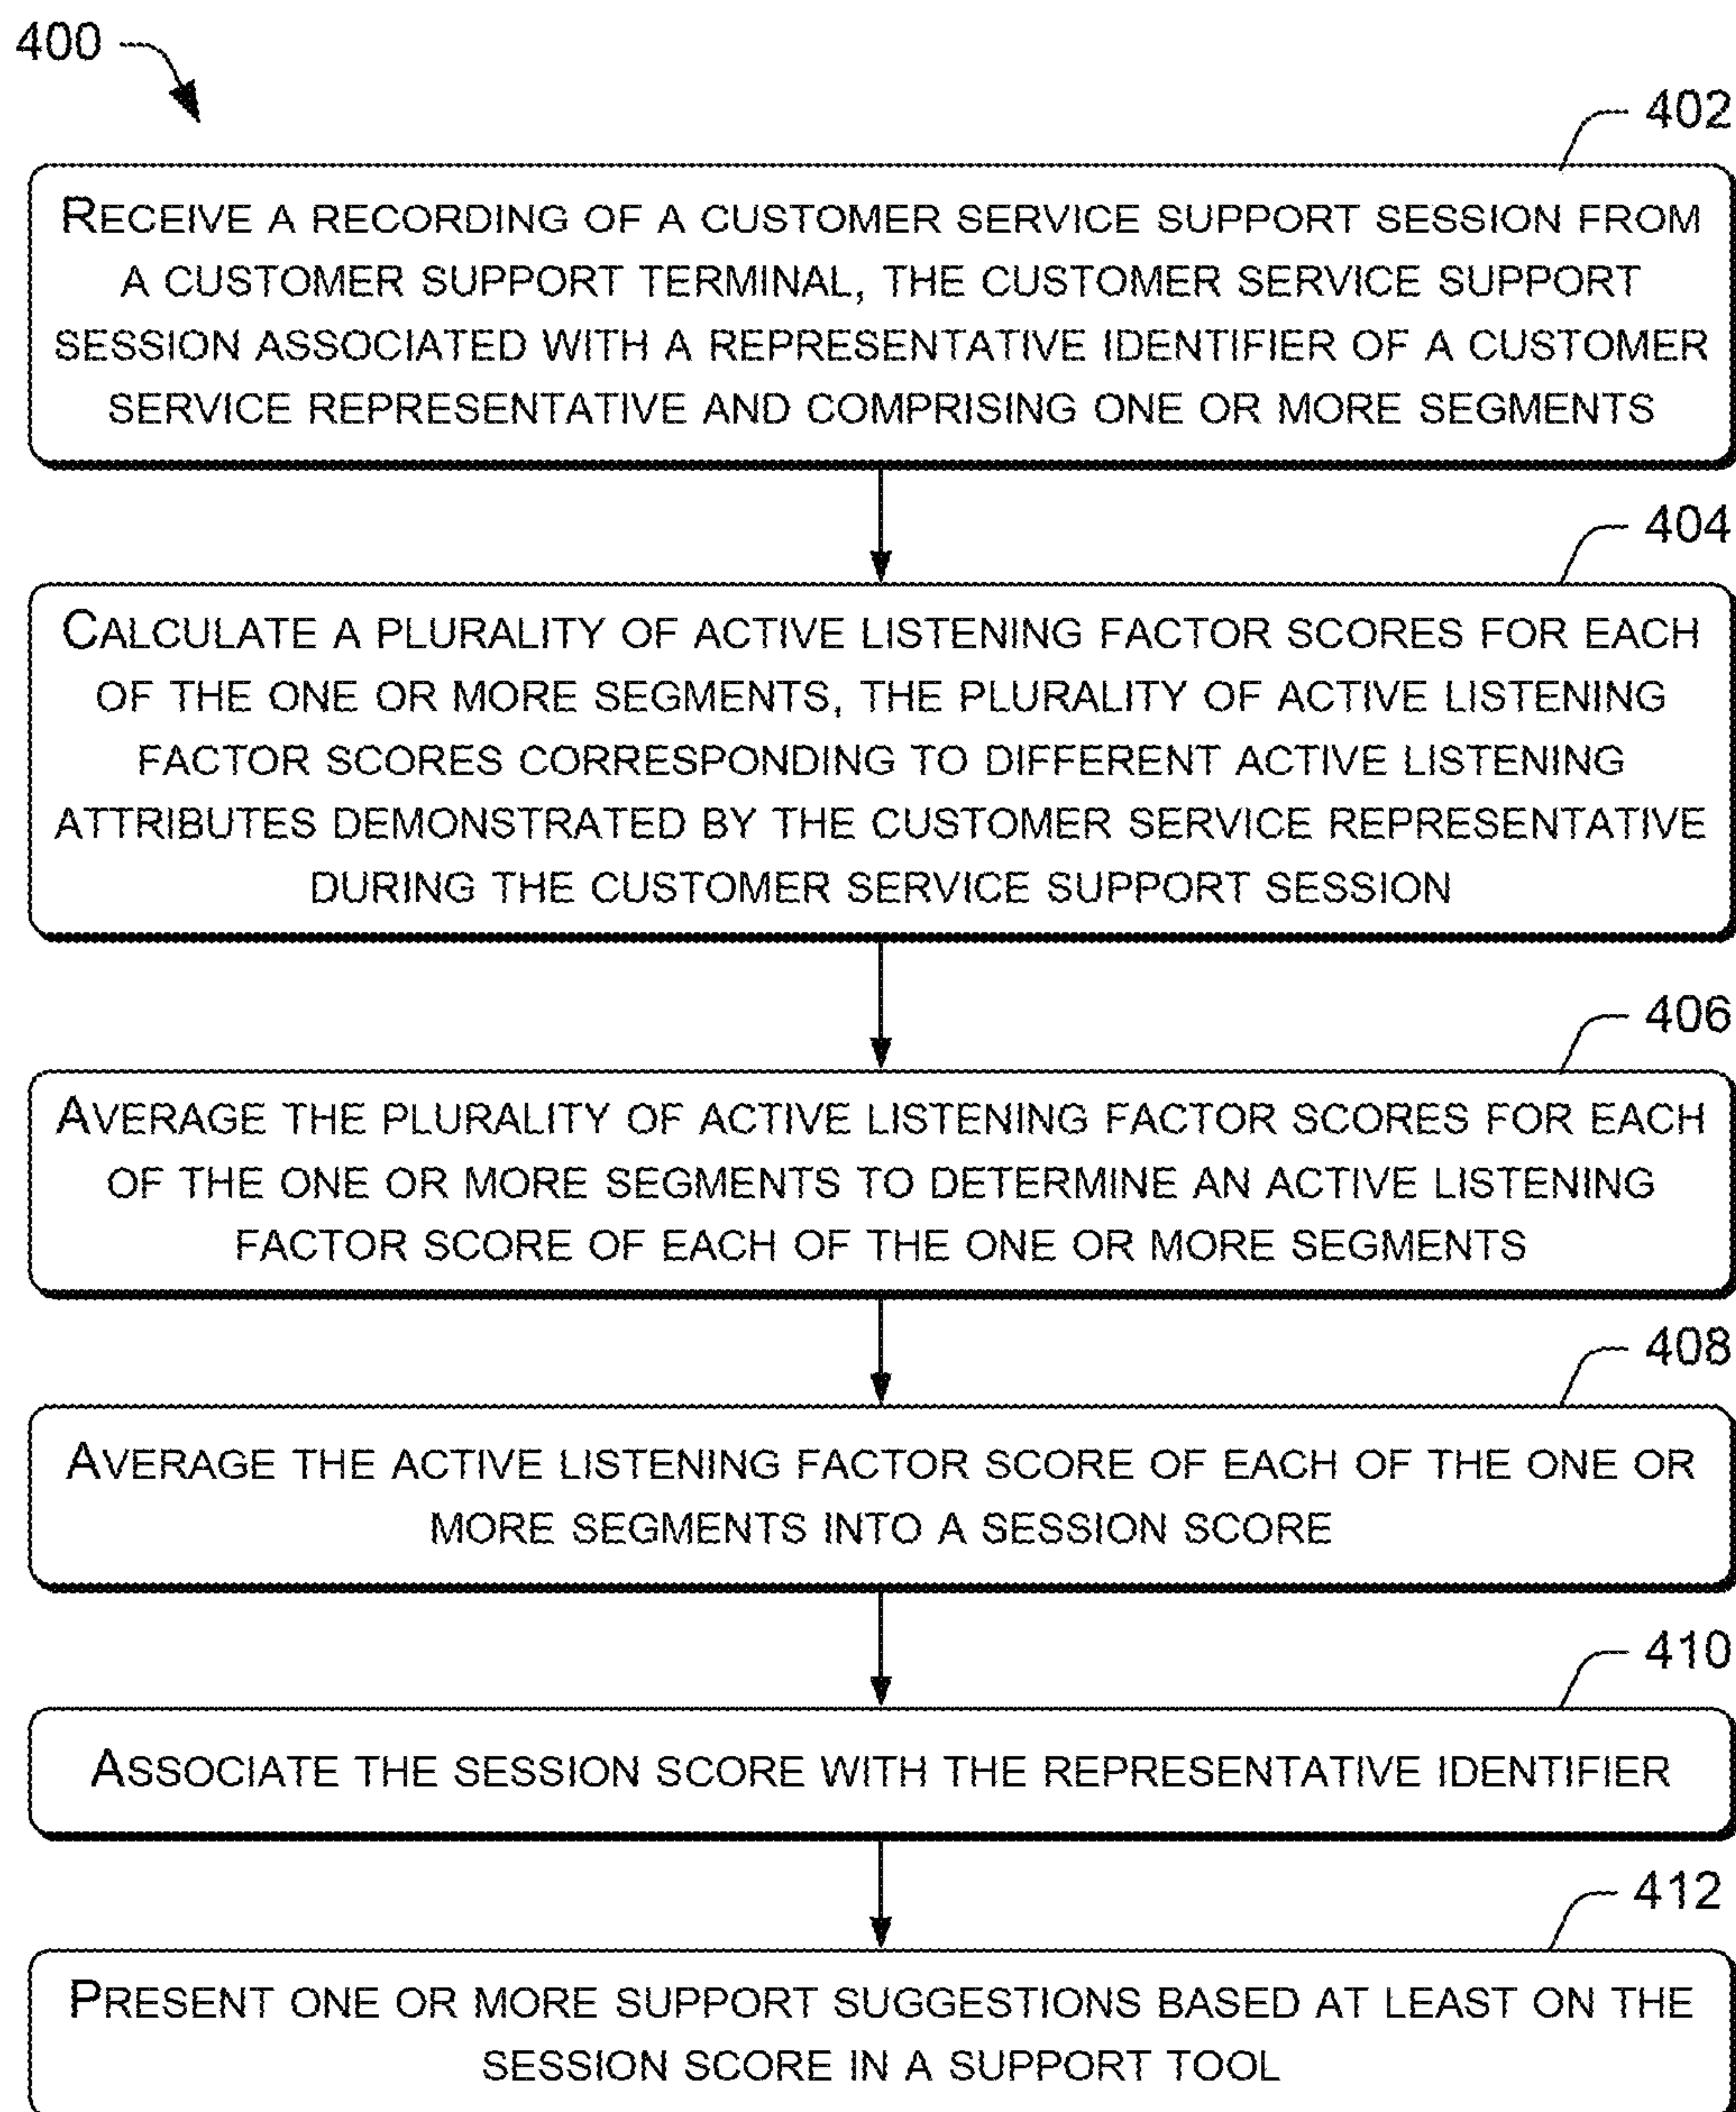 400
402
RECEIVE A RECORDING OF A CUSTOMER SERVICE SUPPORT SESSION FROM
A CUSTOMER SUPPORT TERMINAL, THE CUSTOMER SERVICE SUPPORT
SESSION ASSOCIATED WITH A REPRESENTATIVE IDENTIFIER OF A CUSTOMER
SERVICE REPRESENTATIVE AND COMPRISING ONE OR MORE SEGMENTS
404
CALCULATE A PLURALITY OF ACTIVE LISTENING FACTOR SCORES FOR EACH
OF THE ONE OR MORE SEGMENTS, THE PLURALITY OF ACTIVE LISTENING
FACTOR SCORES CORRESPONDING TO DIFFERENT ACTIVE LISTENING
ATTRIBUTES DEMONSTRATED BY THE CUSTOMER SERVICE REPRESENTATIVE
DURING THE CUSTOMER SERVICE SUPPORT SESSION
406
AVERAGE THE PLURALITY OF ACTIVE LISTENING FACTOR SCORES FOR EACH
OF THE ONE OR MORE SEGMENTS TO DETERMINE AN ACTIVE LISTENING
FACTOR SCORE OF EACH OF THE ONE OR MORE SEGMENTS
408
AVERAGE THE ACTIVE LISTENING FACTOR SCORE OF EACH OF THE ONE OR
MORE SEGMENTS INTO A SESSION SCORE
410
ASSOCIATE THE SESSION SCORE WITH THE REPRESENTATIVE IDENTIFIER
412
PRESENT ONE OR MORE SUPPORT SUGGESTIONS BASED AT LEAST ON THE
SESSION SCORE IN A SUPPORT TOOL